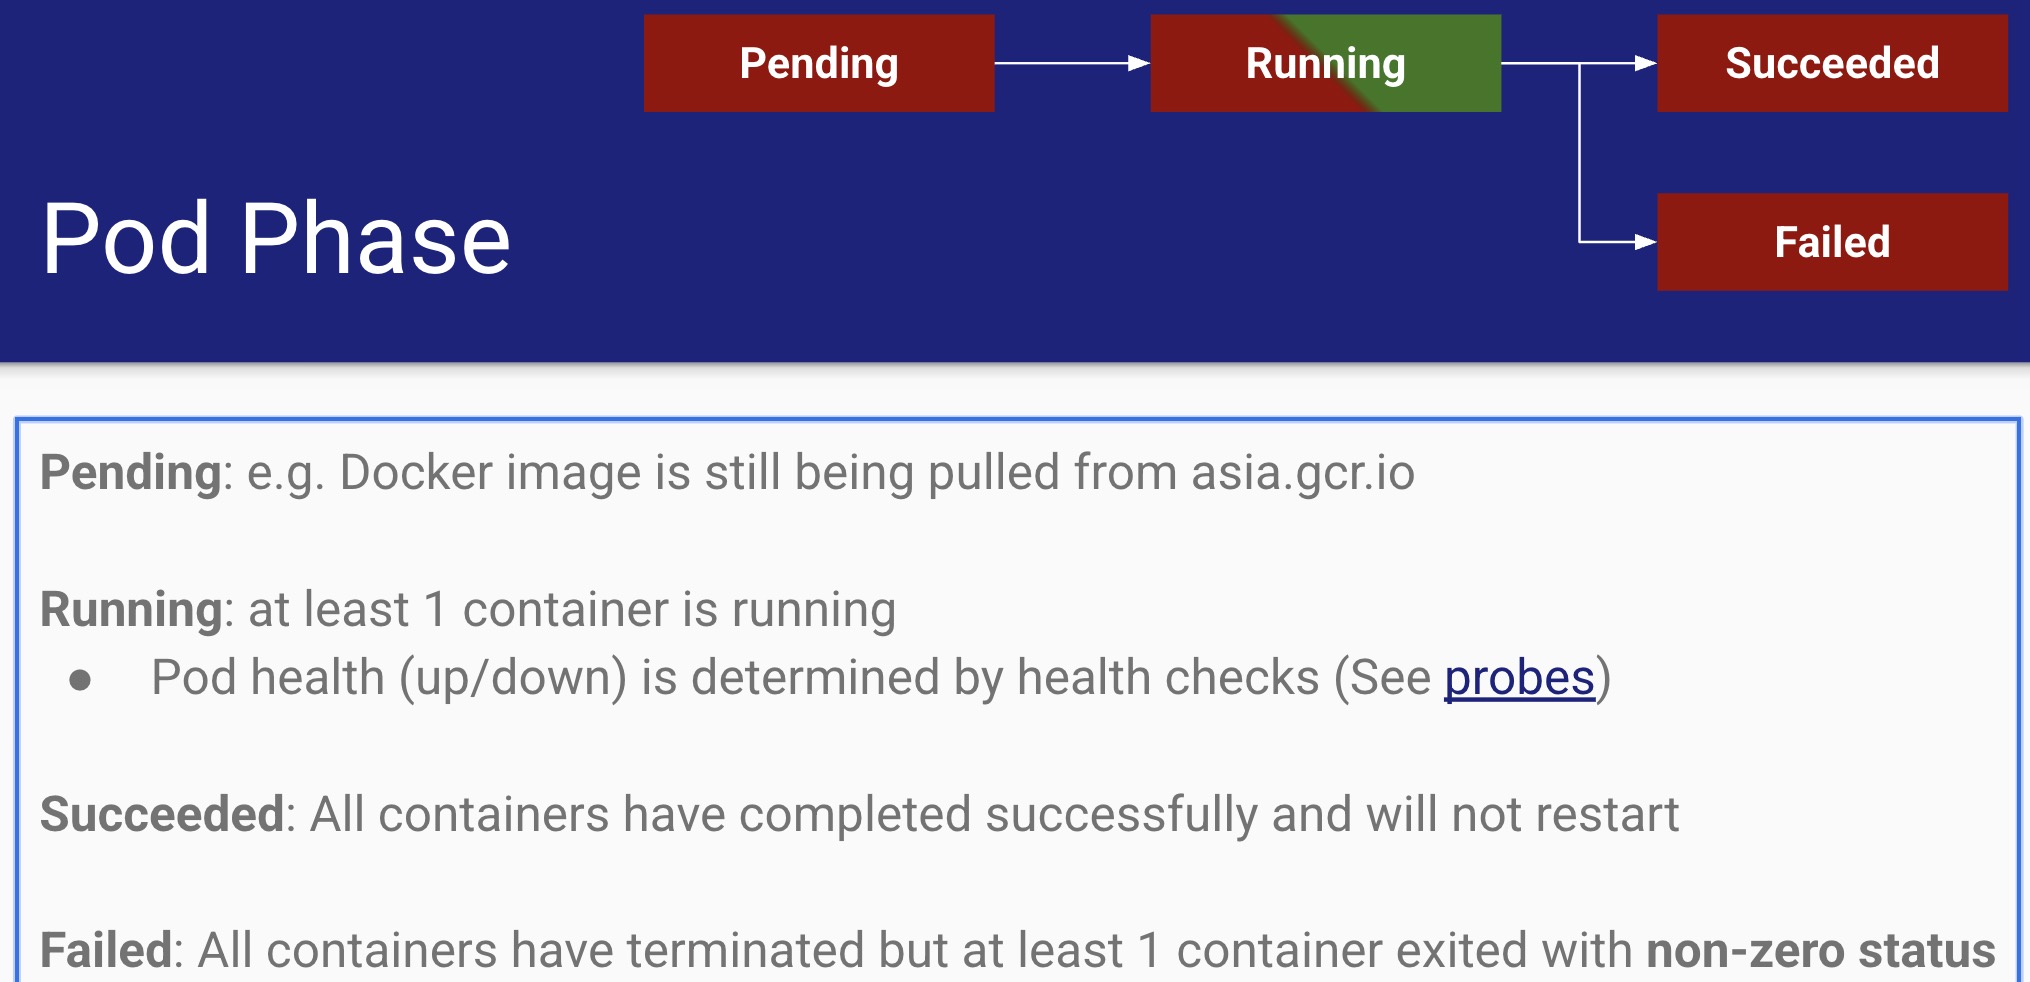 Pending
Running
Succeeded
Failed
Pod Phase
Pending: e.g. Docker image is still being pulled from asia.gcr.io
Running: at least 1 container is running
● Pod health (up/down) is determined by health checks (See probes)
Succeeded: All containers have completed successfully and will not restart
Failed: All containers have terminated but at least 1 container exited with non-zero status